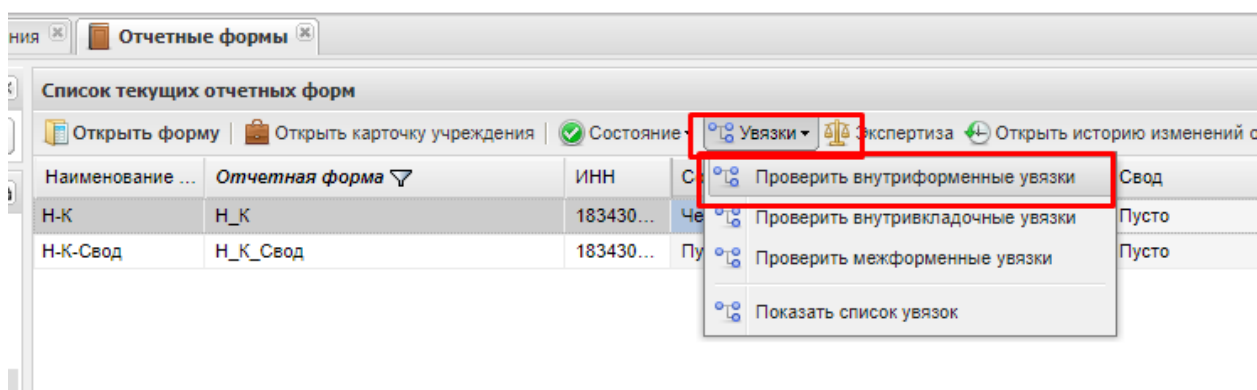 ния Отчетные формы
Список текущих отчетных форм
Открыть форму Открыть карточку учреждения Состояние Увязки Экспертиза Открыть историю изменений
Наименование ... Отчетная форма ИНН Проверить внутриформенные увязки Свод
Н-К Н_К 183430... Че Проверить внутривкладочные увязки Пусто
Н-К-Свод Н_К_Свод 183430... Пу Проверить межформенные увязки Пусто
Показать список увязок